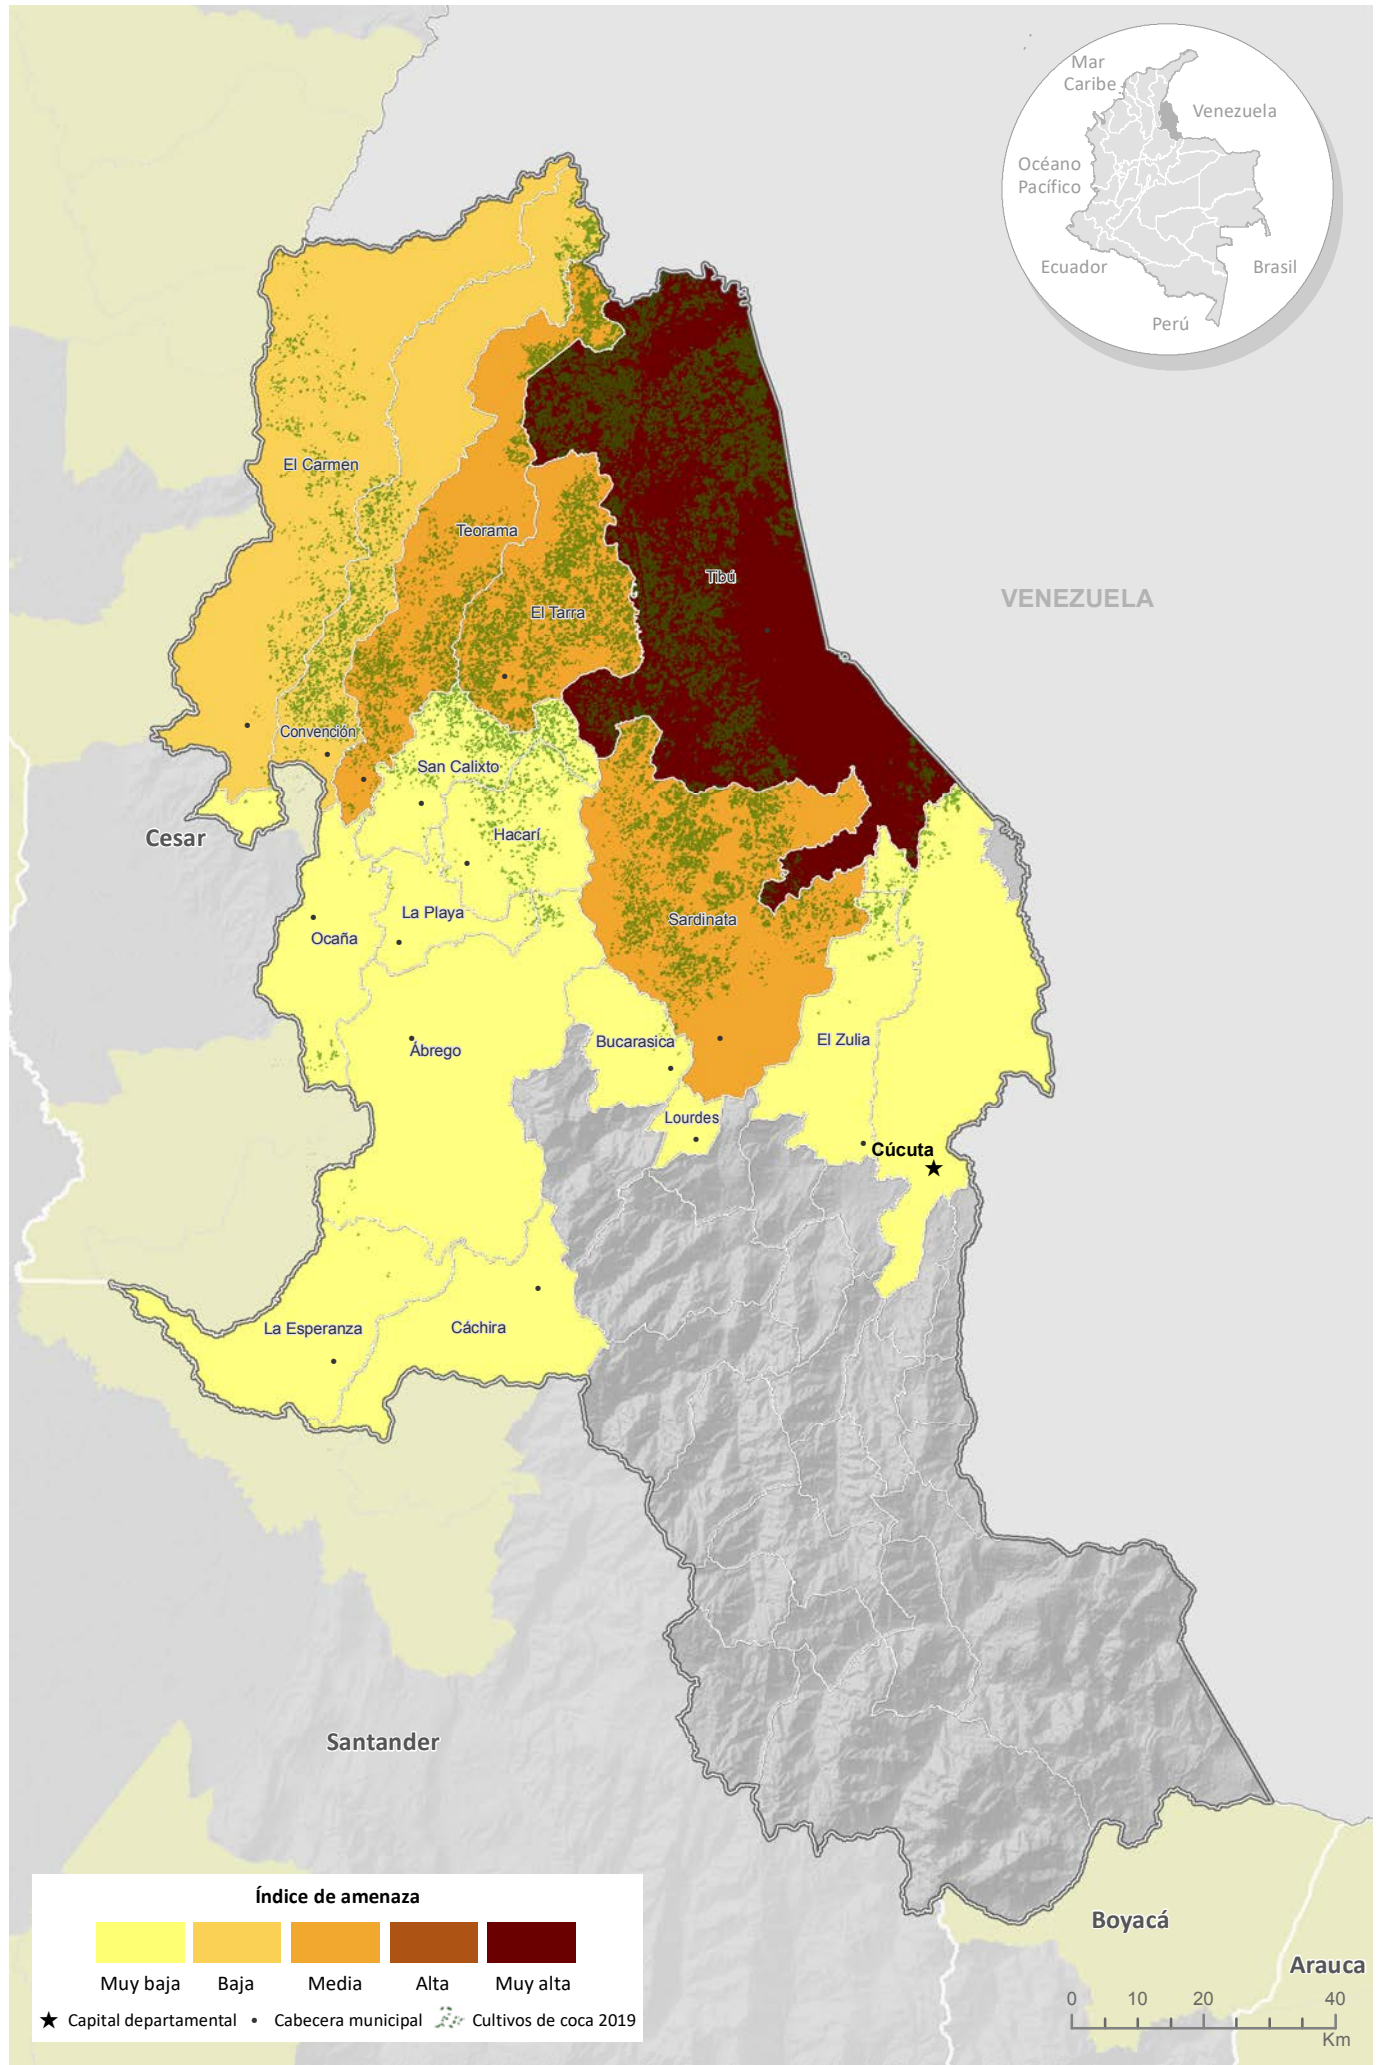 Mar
Caribe
Venezuela
Océano
Pacífico
Ecuador
Brasil
Perú
El Carmen
Teorama
Tibú
VENEZUELA
El Tarra
Convención
San Calixto
Cesar
Hacarí
La Playa
Sardinata
Ocaña
Ábrego
Bucarasica
El Zulia
Lourdes
Cúcuta
La Esperanza
Cáchira
Santander
Boyacá
Arauca
Índice de amenaza
Muy baja Baja Media Alta Muy alta
Capital departamental Cabecera municipal Cultivos de coca 2019
0 10 20 40
Km